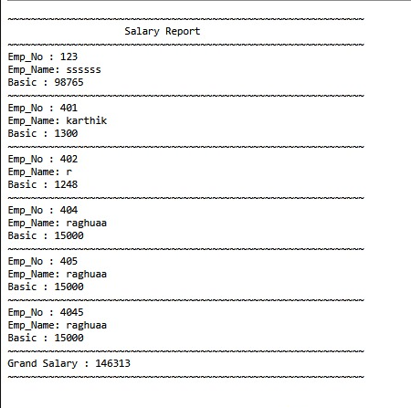 ~~~~~~~~~~~~~~~~~~~~~~~~~~~~~~~~~~~~~~~~~~~~~~~~~~~~~~~~~~~~
Salary Report
~~~~~~~~~~~~~~~~~~~~~~~~~~~~~~~~~~~~~~~~~~~~~~~~~~~~~~~~~~~~
Emp_No : 123
Emp_Name: ssssss
Basic : 98765
~~~~~~~~~~~~~~~~~~~~~~~~~~~~~~~~~~~~~~~~~~~~~~~~~~~~~~~~~~~~
Emp_No : 401
Emp_Name: karthik
Basic : 1300
~~~~~~~~~~~~~~~~~~~~~~~~~~~~~~~~~~~~~~~~~~~~~~~~~~~~~~~~~~~~
Emp_No : 402
Emp_Name: r
Basic : 1248
~~~~~~~~~~~~~~~~~~~~~~~~~~~~~~~~~~~~~~~~~~~~~~~~~~~~~~~~~~~~
Emp_No : 404
Emp_Name: raghuaa
Basic : 15000
~~~~~~~~~~~~~~~~~~~~~~~~~~~~~~~~~~~~~~~~~~~~~~~~~~~~~~~~~~~~
Emp_No : 405
Emp_Name: raghuaa
Basic : 15000
~~~~~~~~~~~~~~~~~~~~~~~~~~~~~~~~~~~~~~~~~~~~~~~~~~~~~~~~~~~~
Emp_No : 4045
Emp_Name: raghuaa
Basic : 15000
~~~~~~~~~~~~~~~~~~~~~~~~~~~~~~~~~~~~~~~~~~~~~~~~~~~~~~~~~~~~
Grand Salary : 146313
~~~~~~~~~~~~~~~~~~~~~~~~~~~~~~~~~~~~~~~~~~~~~~~~~~~~~~~~~~~~